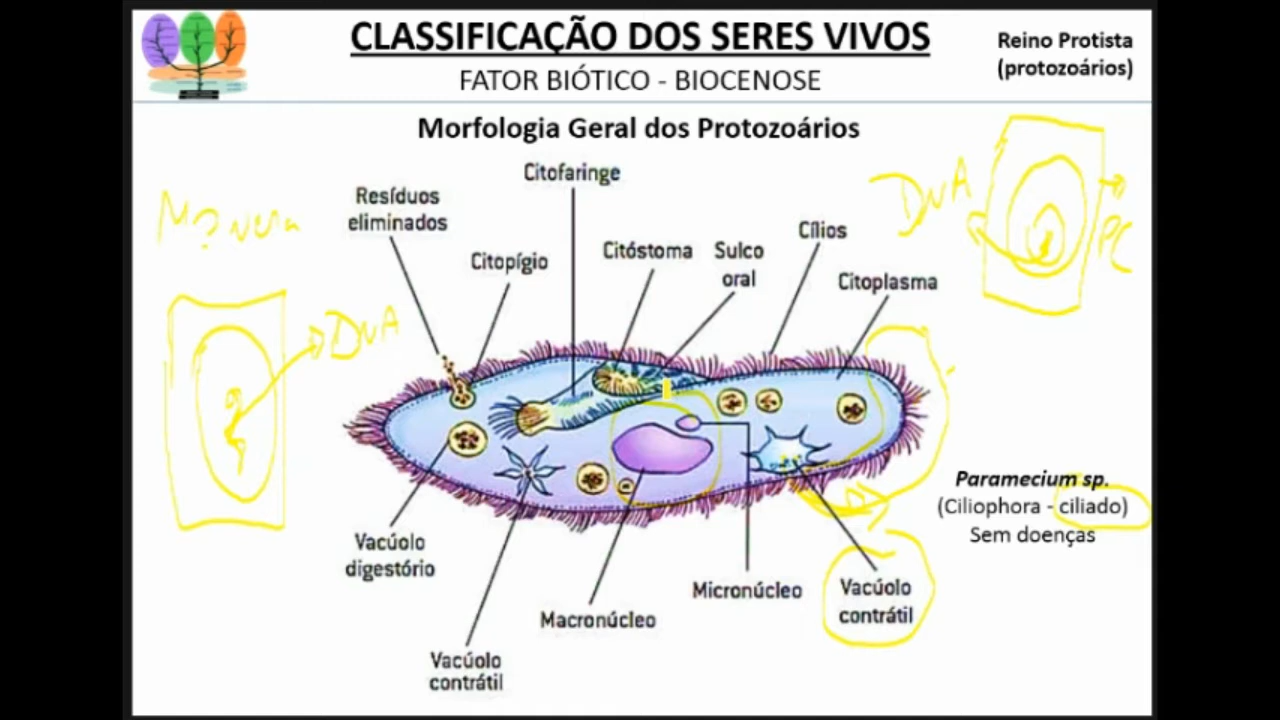 CLASSIFICAÇÃO DOS SERES VIVOS
FATOR BIÓTICO - BIOCENOSE
Reino Protista
(protozoários)
Morfologia Geral dos Protozoários
Citofaringe
Resíduos
eliminados
Citopígio
Citóstoma
Sulco
oral
Cílios
Citoplasma
DNA
PC
DNA
Paramecium sp.
(Ciliophora - ciliado)
Sem doenças
Vacúolo
digestório
Vacúolo
contrátil
Macronúcleo
Micronúcleo
Vacúolo
contrátil